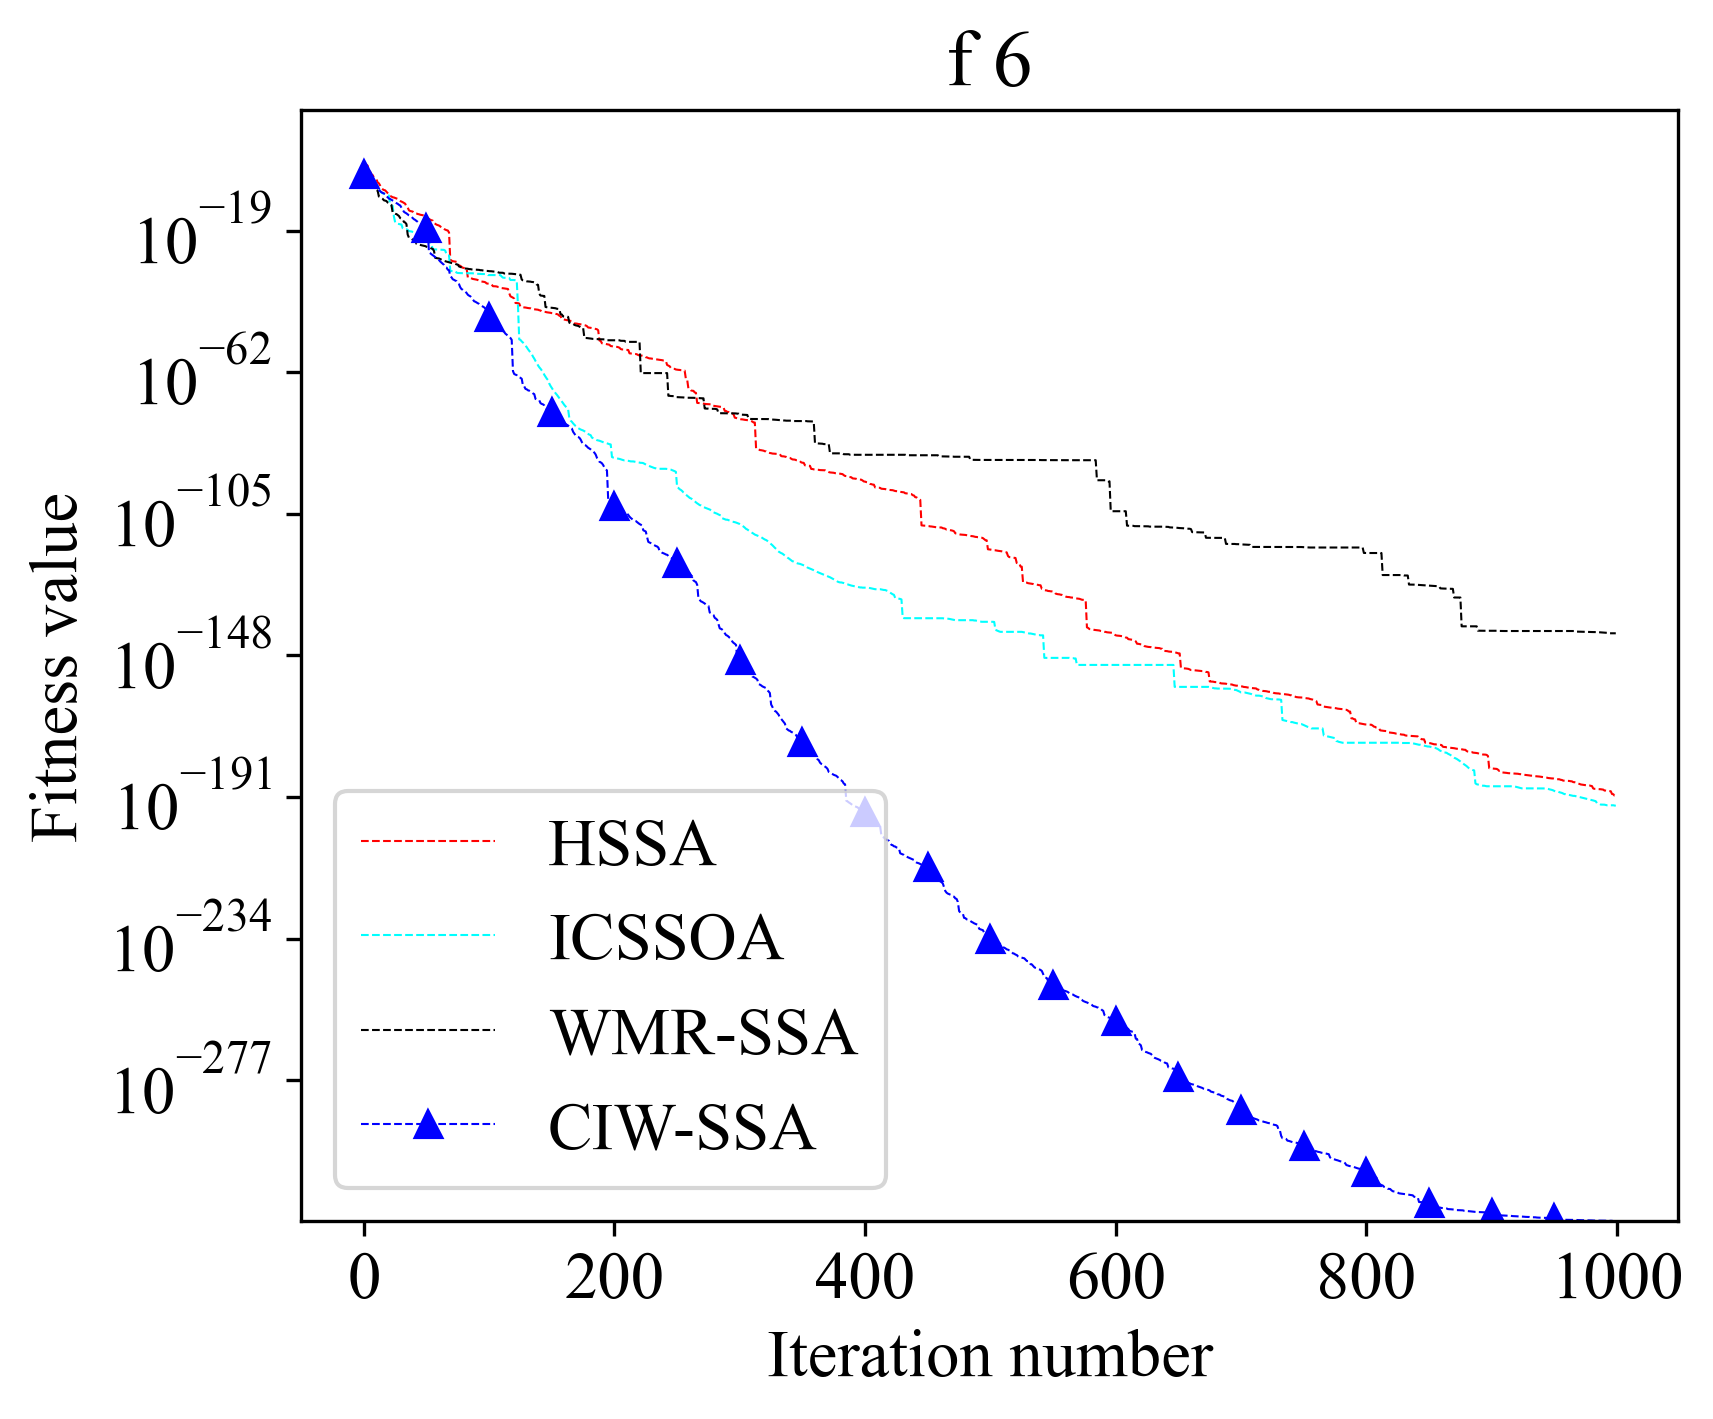 f 6
Fitness value
10^−19
10^−62
10^−105
10^−148
10^−191
10^−234
10^−277
HSSA
ICSSOA
WMR-SSA
CIW-SSA
0 200 400 600 800 1000
Iteration number